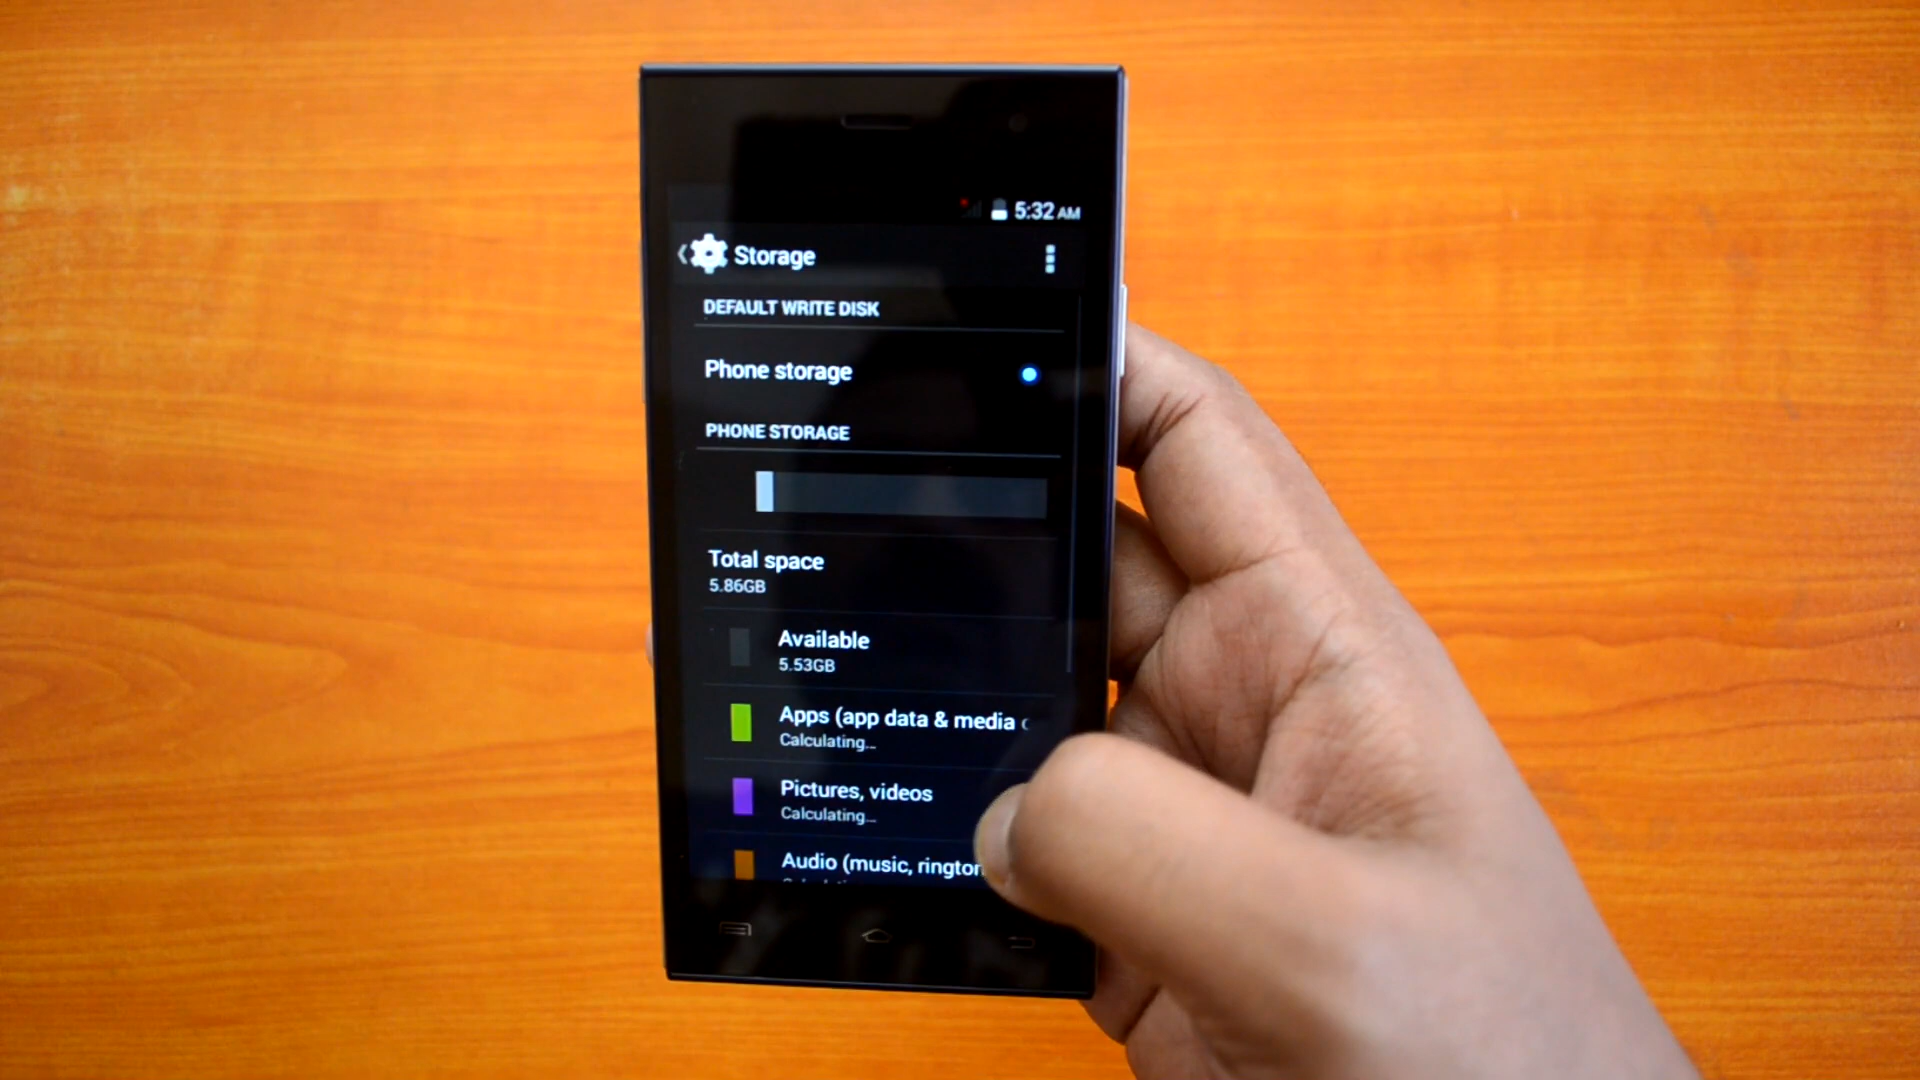 5:32 AM
Storage
DEFAULT WRITE DISK
Phone storage
PHONE STORAGE
Total space
5.86GB
Available
5.53GB
Apps (app data & media
Calculating...
Pictures, videos
Calculating...
Audio (music,